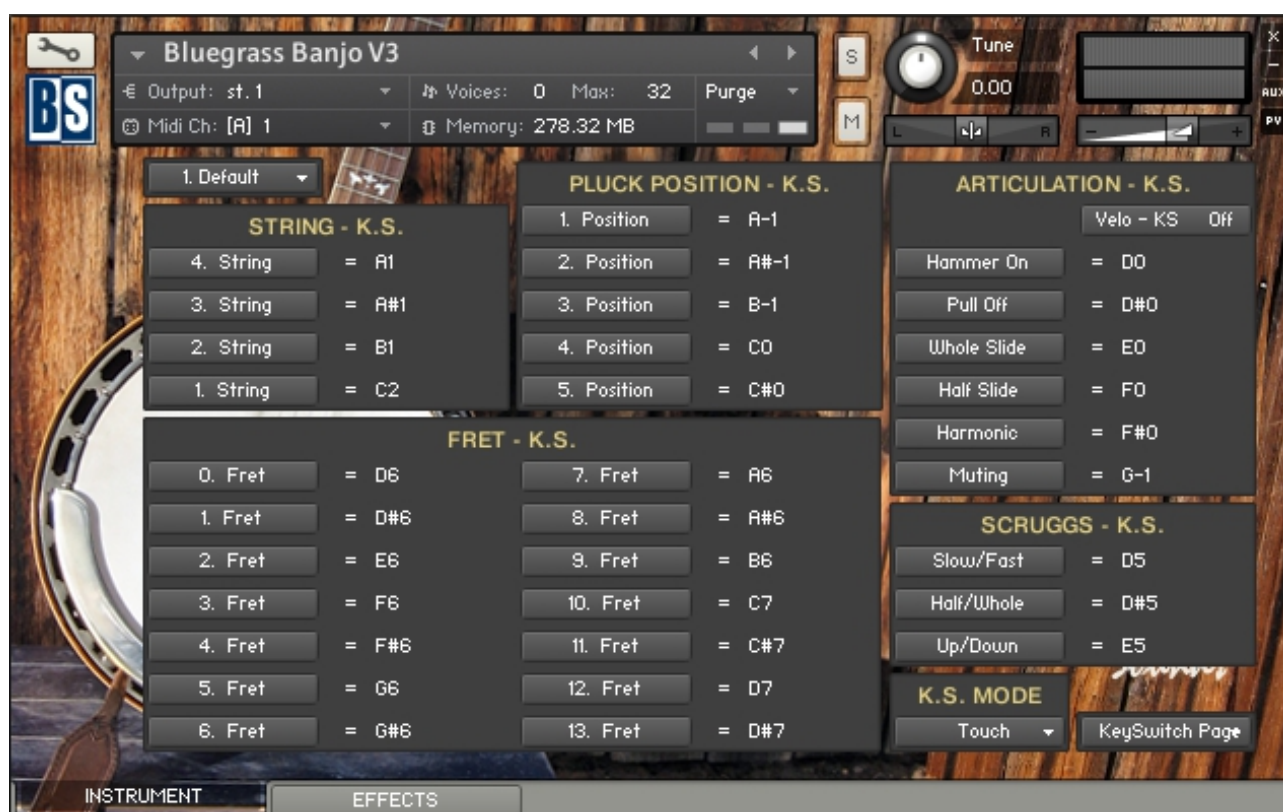 Bluegrass Banjo V3
S
Tune
0.00
X
-
AUX
PV
BS
Output: st. 1
Voices: 0 Max: 32
Purge
Midi Ch: [A] 1
Memory: 278.32 MB
M
L R
- +
1. Default
STRING - K.S.
4. String = A1
3. String = A#1
2. String = B1
1. String = C2
PLUCK POSITION - K.S.
1. Position = A-1
2. Position = A#-1
3. Position = B-1
4. Position = C0
5. Position = C#0
ARTICULATION - K.S.
Velo - KS Off
Hammer On = D0
Pull Off = D#0
Whole Slide = E0
Half Slide = F0
Harmonic = F#0
Muting = G-1
FRET - K.S.
0. Fret = D6
1. Fret = D#6
2. Fret = E6
3. Fret = F6
4. Fret = F#6
5. Fret = G6
6. Fret = G#6
7. Fret = A6
8. Fret = A#6
9. Fret = B6
10. Fret = C7
11. Fret = C#7
12. Fret = D7
13. Fret = D#7
SCRUGGS - K.S.
Slow/Fast = D5
Half/Whole = D#5
Up/Down = E5
K.S. MODE
Touch
KeySwitch Page
INSTRUMENT
EFFECTS